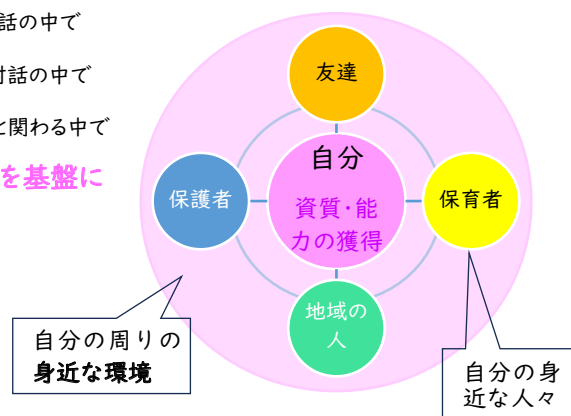 話の中で
対話の中で
と関わる中で
を基盤に
友達
自分
資質・能
力の獲得
保護者
保育者
地域の
人
自分の周りの
身近な環境
自分の身
近な人々